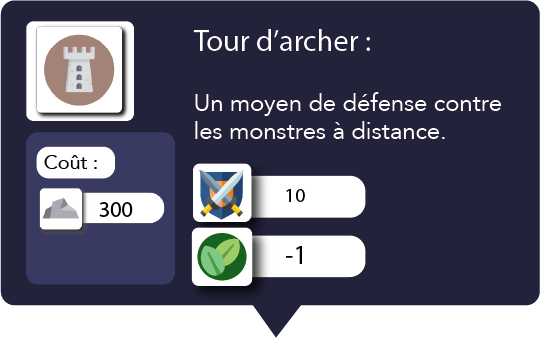 Tour d’archer :
Un moyen de défense contre
les monstres à distance.
Coût :
300
10
-1